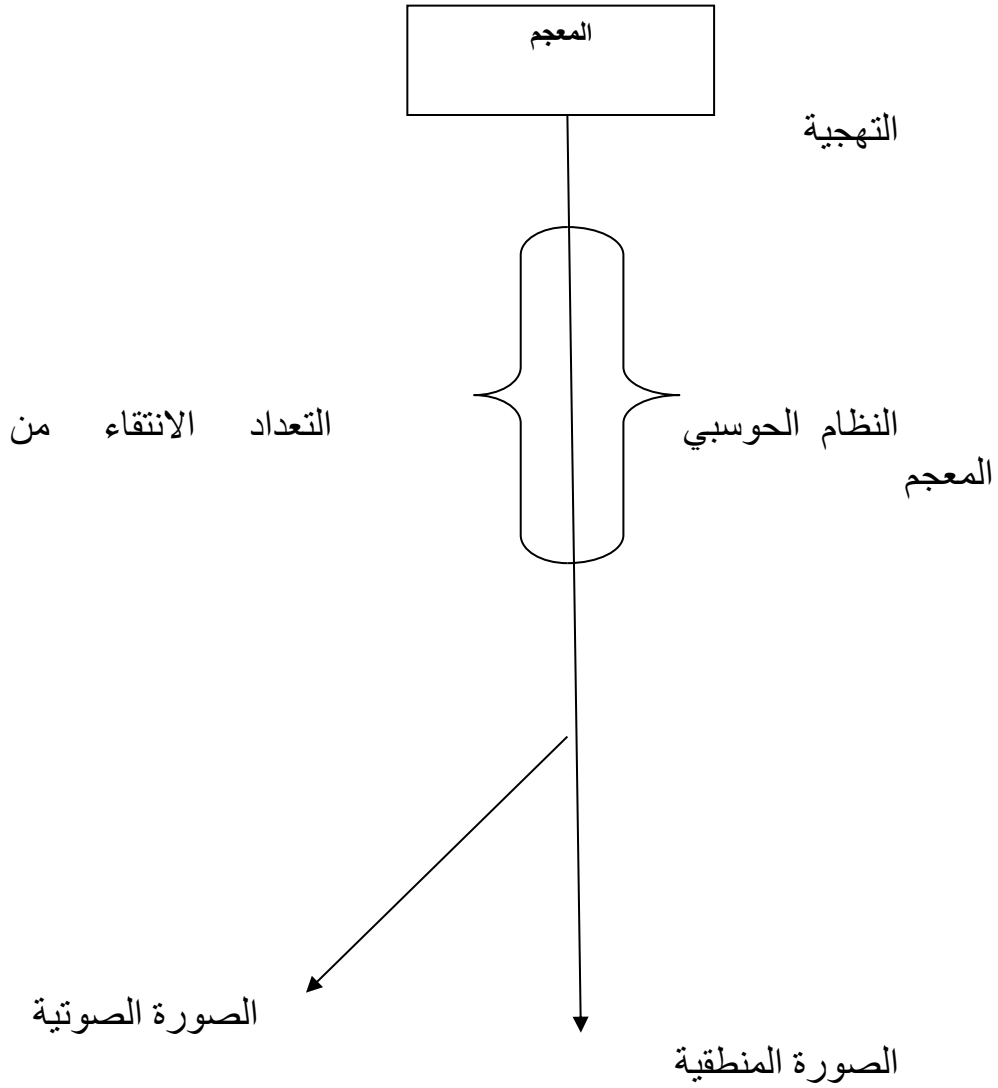 المعجم
التهجية
النظام الحوسبي التعداد الانتقاء من
المعجم
الصورة الصوتية
الصورة المنطقية